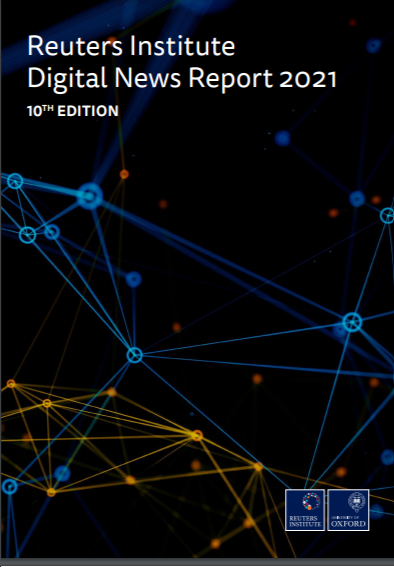 Reuters Institute
Digital News Report 2021
10TH EDITION
REUTERS
INSTITUTE
UNIVERSITY OF
OXFORD